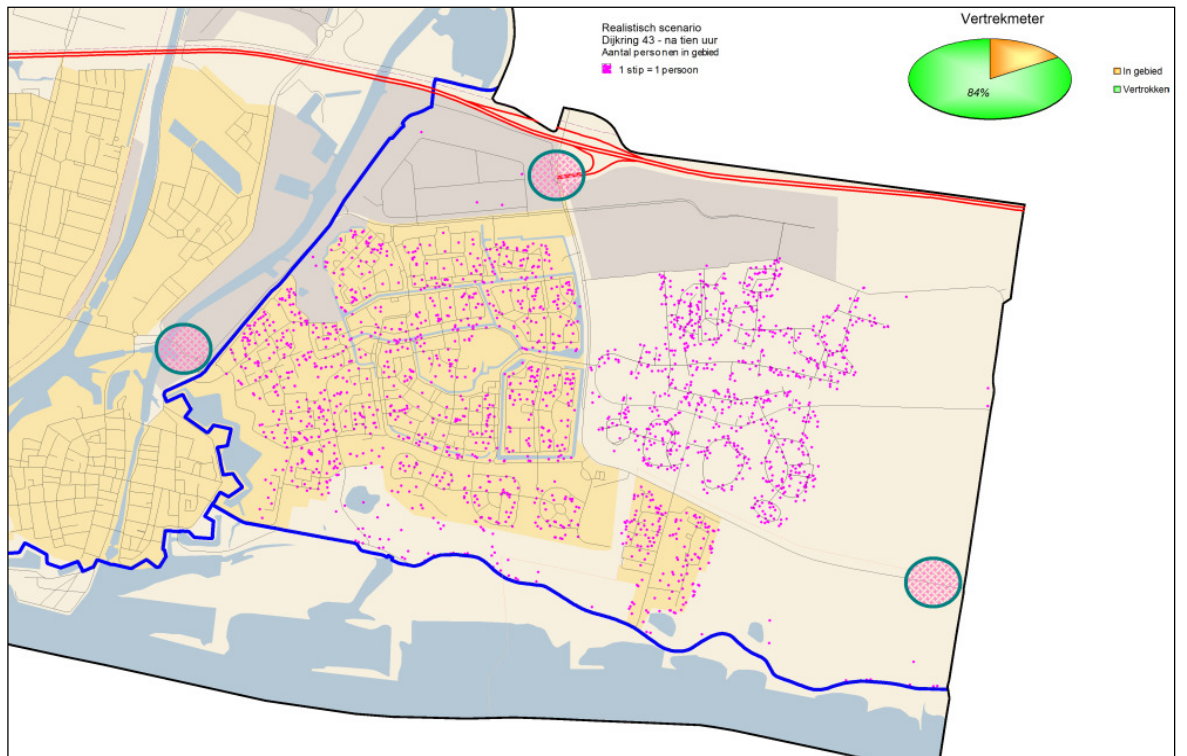 Realistisch scenario
Dijkring 43 - na tien uur
Aantal personen in gebied
1 stip = 1 persoon
Vertrekmeter
84%
In gebied
Vertrokken